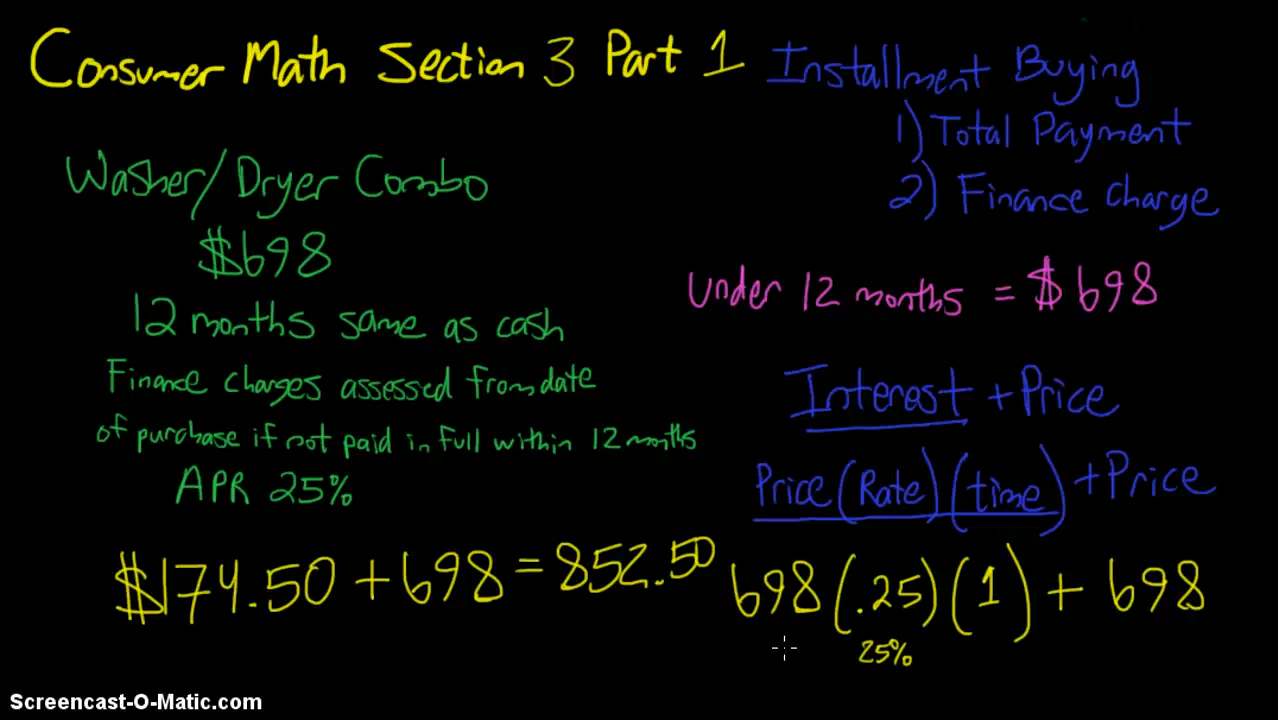 Consumer Math Section 3 Part 1
Installment Buying
1) Total Payment
2) Finance Charge
Washer/Dryer Combo
$698
12 months same as cash
Finance charges assessed from date
of purchase if not paid in full within 12 months
APR 25%
Under 12 months = $698
Interest + Price
Price (Rate) (time) + Price
$174.50 + 698 = 852.50
698 (.25) (1) + 698
25%
Screencast-O-Matic.com